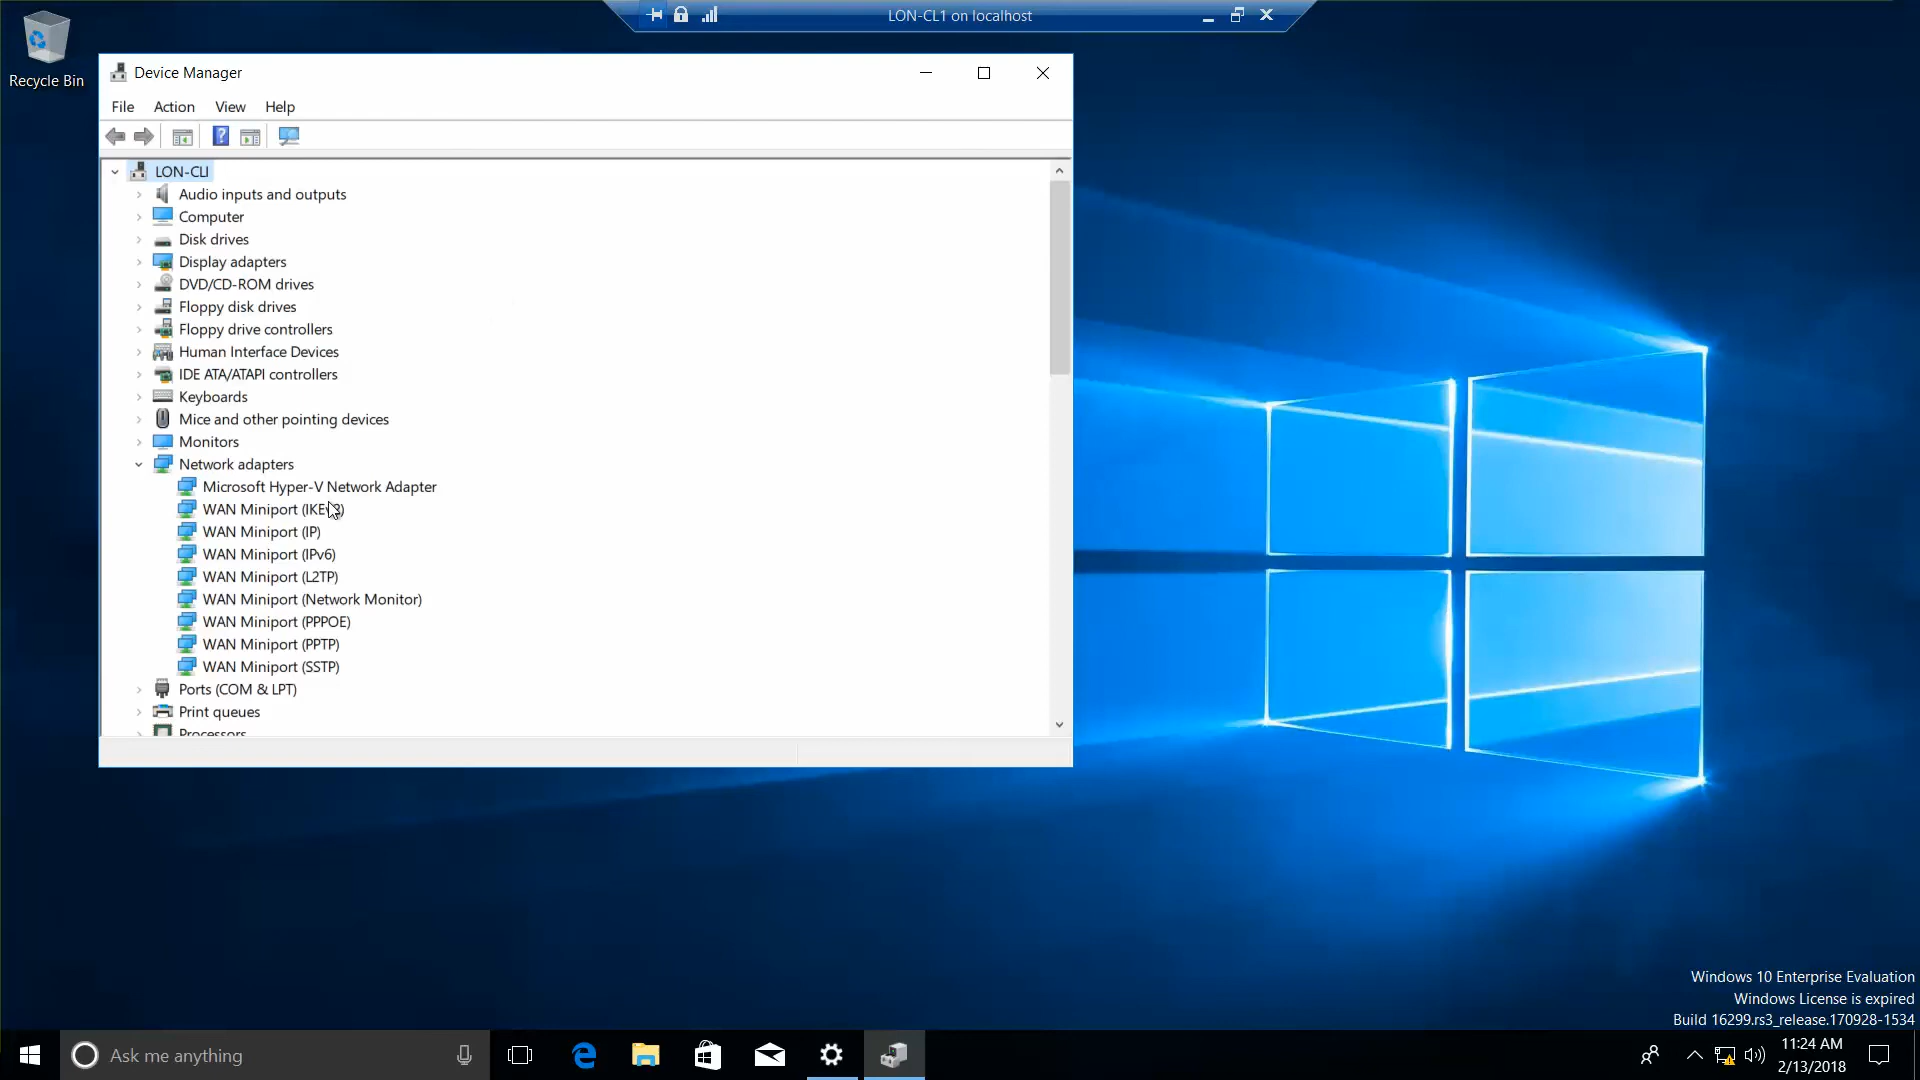 LON-CL1 on localhost
Recycle Bin
Device Manager
File Action View Help
LON-CLI
Audio inputs and outputs
Computer
Disk drives
Display adapters
DVD/CD-ROM drives
Floppy disk drives
Floppy drive controllers
Human Interface Devices
IDE ATA/ATAPI controllers
Keyboards
Mice and other pointing devices
Monitors
Network adapters
Microsoft Hyper-V Network Adapter
WAN Miniport
WAN Miniport (IP)
WAN Miniport (IPv6)
WAN Miniport (L2TP)
WAN Miniport (Network Monitor)
WAN Miniport (PPPOE)
WAN Miniport (PPTP)
WAN Miniport (SSTP)
Ports (COM & LPT)
Print queues
Processors
Windows 10 Enterprise Evaluation
Windows License is expired
Build 16299.rs3_release.170928-1534
Ask me anything
11:24 AM
2/13/2018